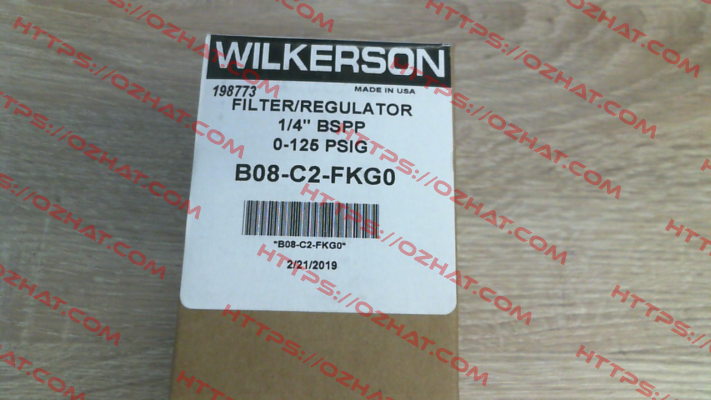 WILKERSON
198773
MADE IN USA
FILTER/REGULATOR
1/4" BSPP
0-125 PSIG
B08-C2-FKG0
*B08-C2-FKG0*
2/21/2019
HTTPS://OZHAT.COM